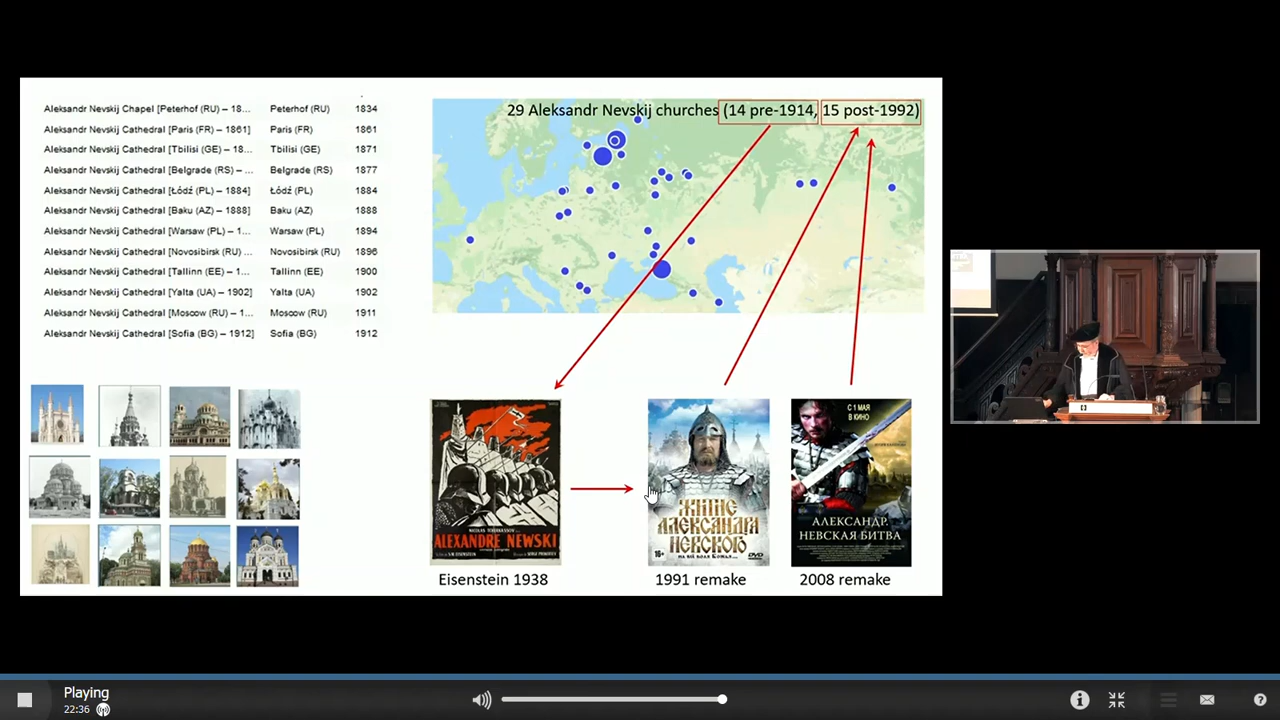 Aleksandr Nevskij Chapel [Peterhof (RU) – 18... Peterhof (RU) 1834
Aleksandr Nevskij Cathedral [Paris (FR) – 1861] Paris (FR) 1861
Aleksandr Nevskij Cathedral [Tbilisi (GE) – 18... Tbilisi (GE) 1871
Aleksandr Nevskij Cathedral [Belgrade (RS) – ... Belgrade (RS) 1877
Aleksandr Nevskij Cathedral [Łódź (PL) – 1884] Łódź (PL) 1884
Aleksandr Nevskij Cathedral [Baku (AZ) – 1888] Baku (AZ) 1888
Aleksandr Nevskij Cathedral [Warsaw (PL) – 1... Warsaw (PL) 1894
Aleksandr Nevskij Cathedral [Novosibirsk (RU) ... Novosibirsk (RU) 1896
Aleksandr Nevskij Cathedral [Tallinn (EE) – 1... Tallinn (EE) 1900
Aleksandr Nevskij Cathedral [Yalta (UA) – 1902] Yalta (UA) 1902
Aleksandr Nevskij Cathedral [Moscow (RU) – 1... Moscow (RU) 1911
Aleksandr Nevskij Cathedral [Sofia (BG) – 1912] Sofia (BG) 1912
29 Aleksandr Nevskij churches (14 pre-1914, 15 post-1992)
ALEXANDRE NEWSKI
Eisenstein 1938
ЖИТИЕ
АЛЕКСАНДРА
НЕВСКОГО
16+
DVD
1991 remake
С 1 МАЯ
В КИНО
АЛЕКСАНДР.
НЕВСКАЯ БИТВА
2008 remake
Playing
22:36